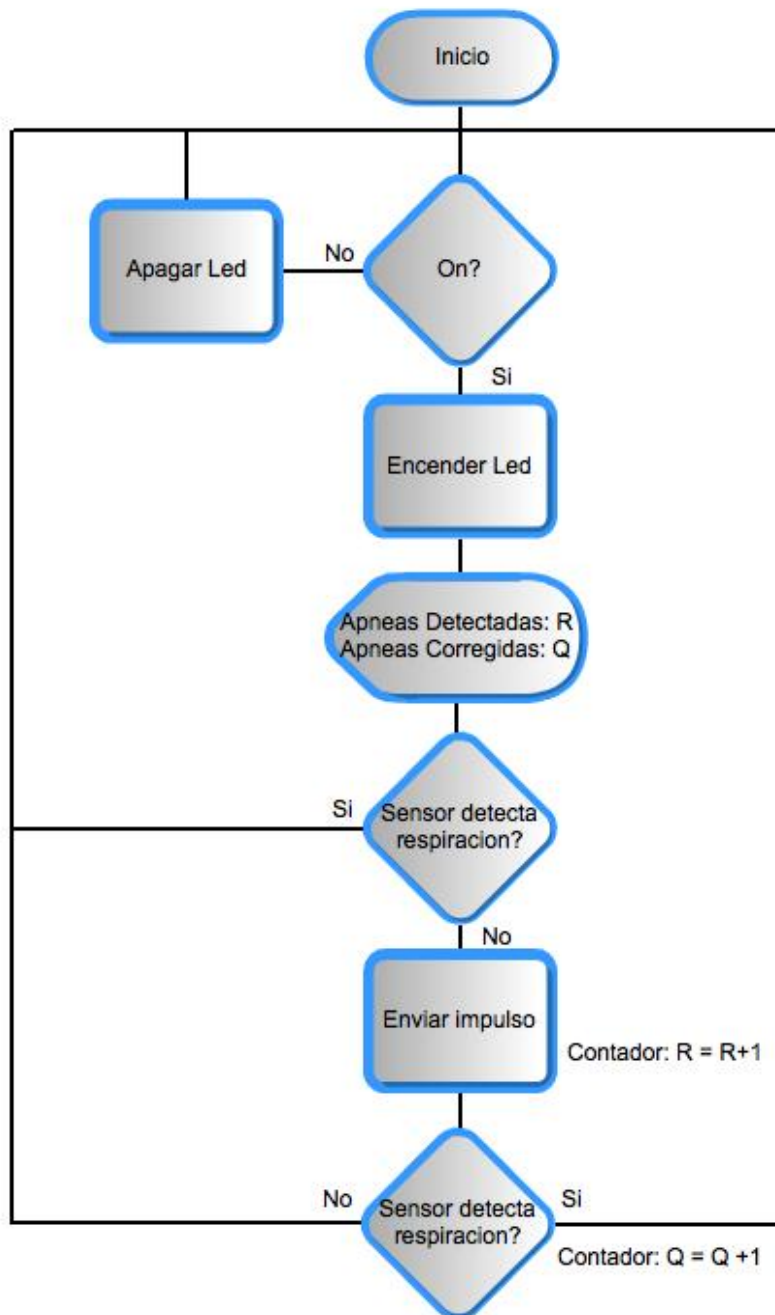 Inicio
On?
No
Apagar Led
Si
Encender Led
Apneas Detectadas: R
Apneas Corregidas: Q
Sensor detecta
respiracion?
Si
No
Enviar impulso
Contador: R = R+1
Sensor detecta
respiracion?
No
Si
Contador: Q = Q +1